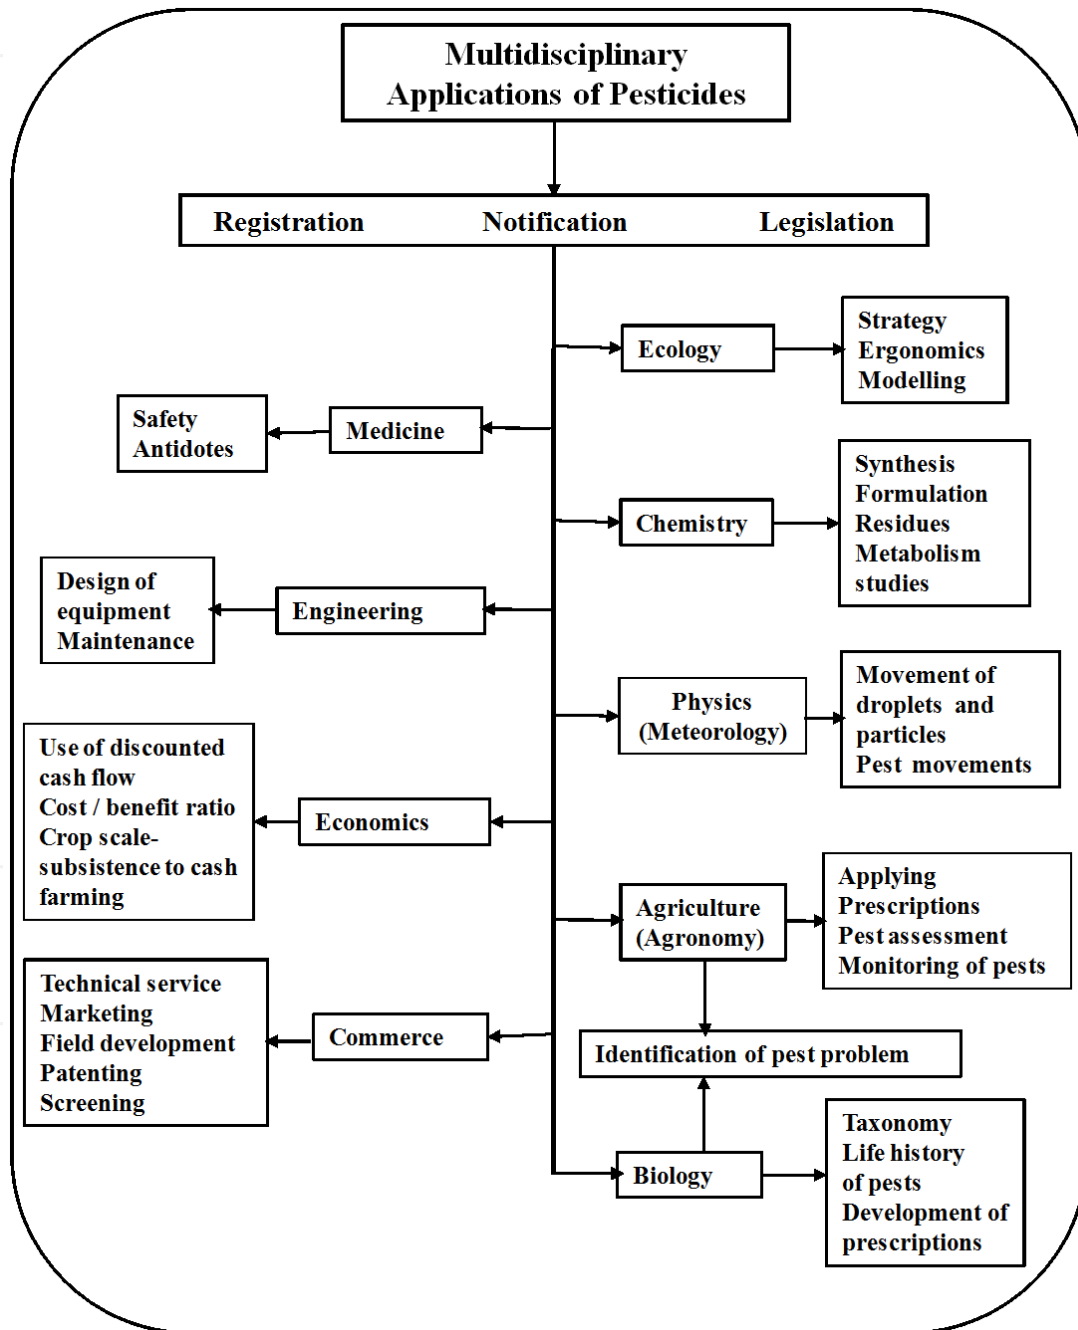 Multidisciplinary
Applications of Pesticides
Registration Notification Legislation
Ecology
Strategy
Ergonomics
Modelling
Safety
Antidotes
Medicine
Chemistry
Synthesis
Formulation
Residues
Metabolism
studies
Design of
equipment
Maintenance
Engineering
Physics
(Meteorology)
Movement of
droplets and
particles
Pest movements
Use of discounted
cash flow
Cost / benefit ratio
Crop scale-
subsistence to cash
farming
Economics
Agriculture
(Agronomy)
Applying
Prescriptions
Pest assessment
Monitoring of pests
Technical service
Marketing
Field development
Patenting
Screening
Commerce
Identification of pest problem
Biology
Taxonomy
Life history
of pests
Development of
prescriptions